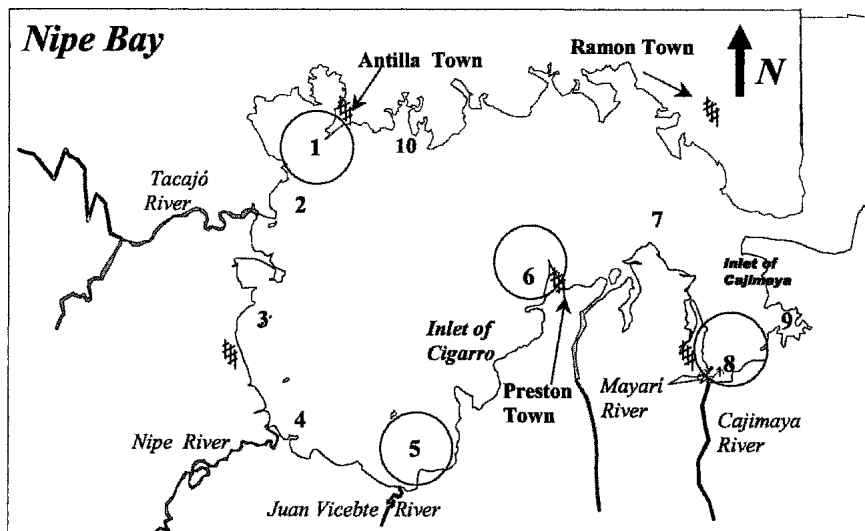 Nipe Bay
Antilla Town
Ramon Town
N
1
10
Tacajó
River
2
7
6
Inlet of
Cajimaya
3
9
Inlet of
Cigarro
8
Preston
Town
Mayarí
River
4
5
Cajimaya
River
Nipe River
Juan Vicebte River